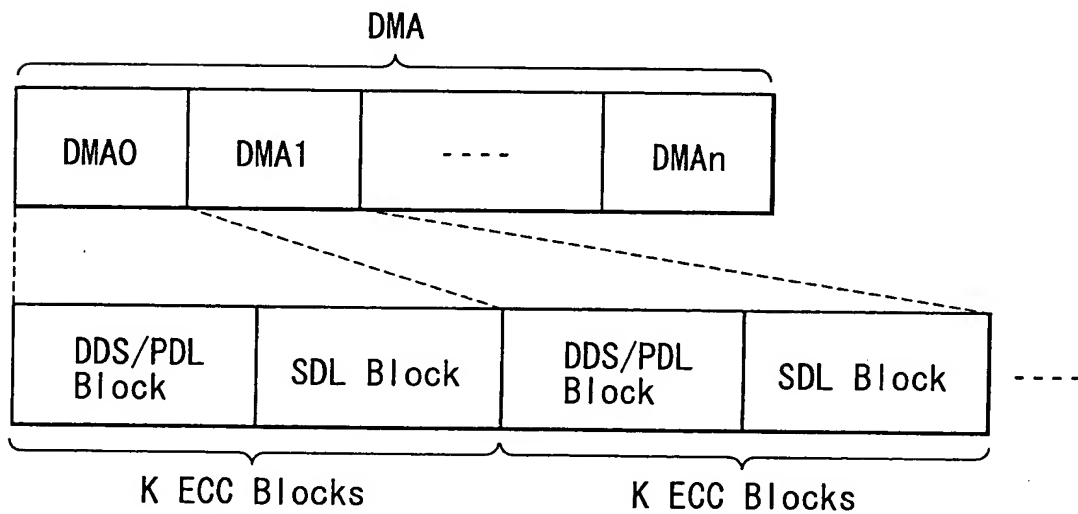 DMA
DMA0 DMA1 ---- DMAn
DDS/PDL Block SDL Block DDS/PDL Block SDL Block ----
K ECC Blocks K ECC Blocks